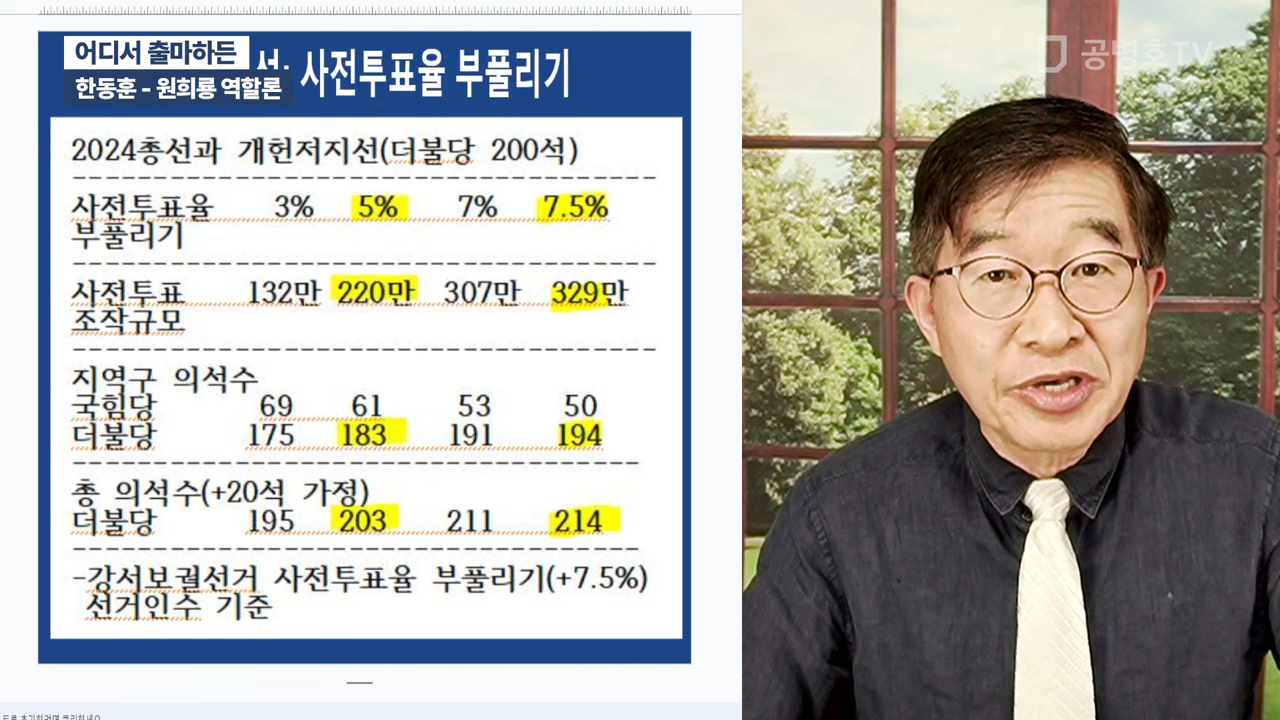 어디서 출마하든
한동훈 - 원희룡 역할론
선: 사전투표율 부풀리기
공병호TV
2024총선과 개헌저지선(더불당 200석)
사전투표율 3% 5% 7% 7.5%
부풀리기
사전투표 132만 220만 307만 329만
조작규모
지역구 의석수
국힘당 69 61 53 50
더불당 175 183 191 194
총 의석수(+20석 가정)
더불당 195 203 211 214
-강서보궐선거 사전투표율 부풀리기(+7.5%)
선거인수 기준